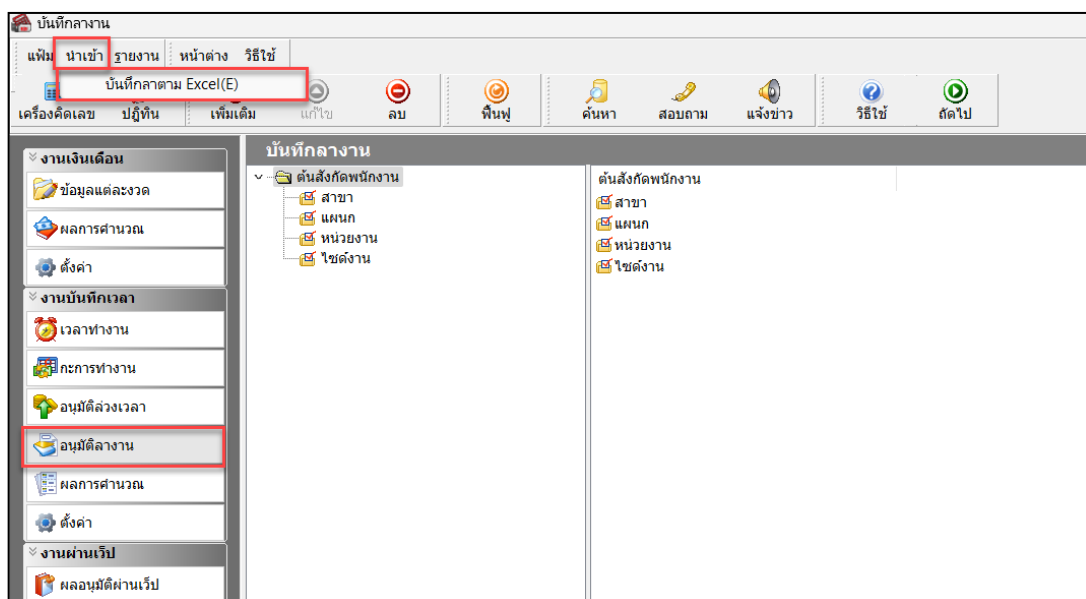 บันทึกลางาน
แฟ้ม นำเข้า รายงาน หน้าต่าง วิธีใช้
บันทึกลาตาม Excel(E)
เครื่องคิดเลข ปฏิทิน เพิ่มเติม แก้ไข ลบ พื้นฟู ค้นหา สอบถาม แจ้งข่าว วิธีใช้ ถัดไป
งานเงินเดือน
ข้อมูลแต่ละงวด
ผลการคำนวณ
ตั้งค่า
งานบันทึกเวลา
เวลาทำงาน
กะการทำงาน
อนุมัติล่วงเวลา
อนุมัติลางาน
ผลการคำนวณ
ตั้งค่า
งานผ่านเว็ป
ผลอนุมัติผ่านเว็ป
บันทึกลางาน
ต้นสังกัดพนักงาน
สาขา
แผนก
หน่วยงาน
ไซด์งาน
ต้นสังกัดพนักงาน
สาขา
แผนก
หน่วยงาน
ไซด์งาน